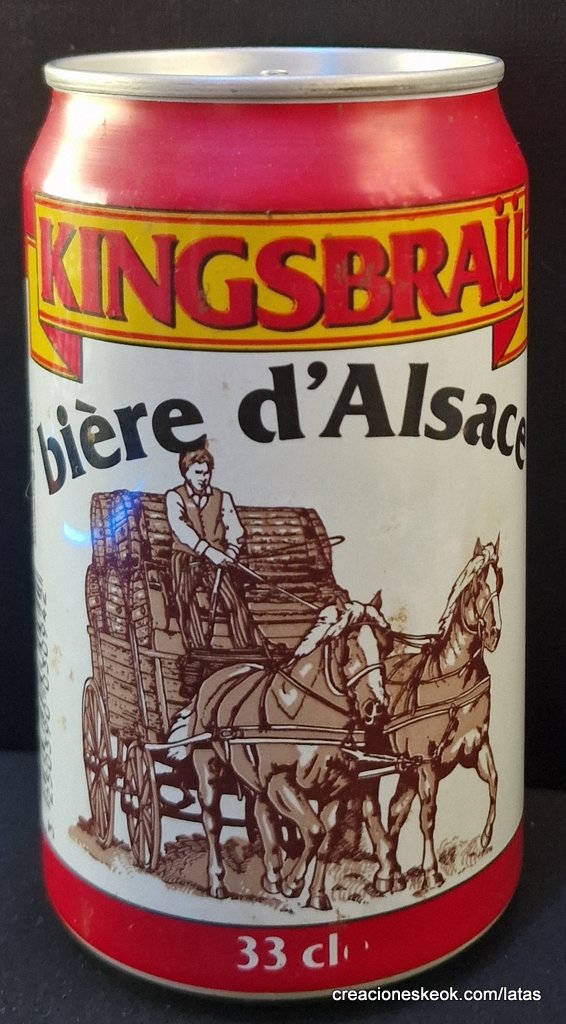 KINGSBRAÜ
bière d'Alsace
33 cl
creacioneskeok.com/latas